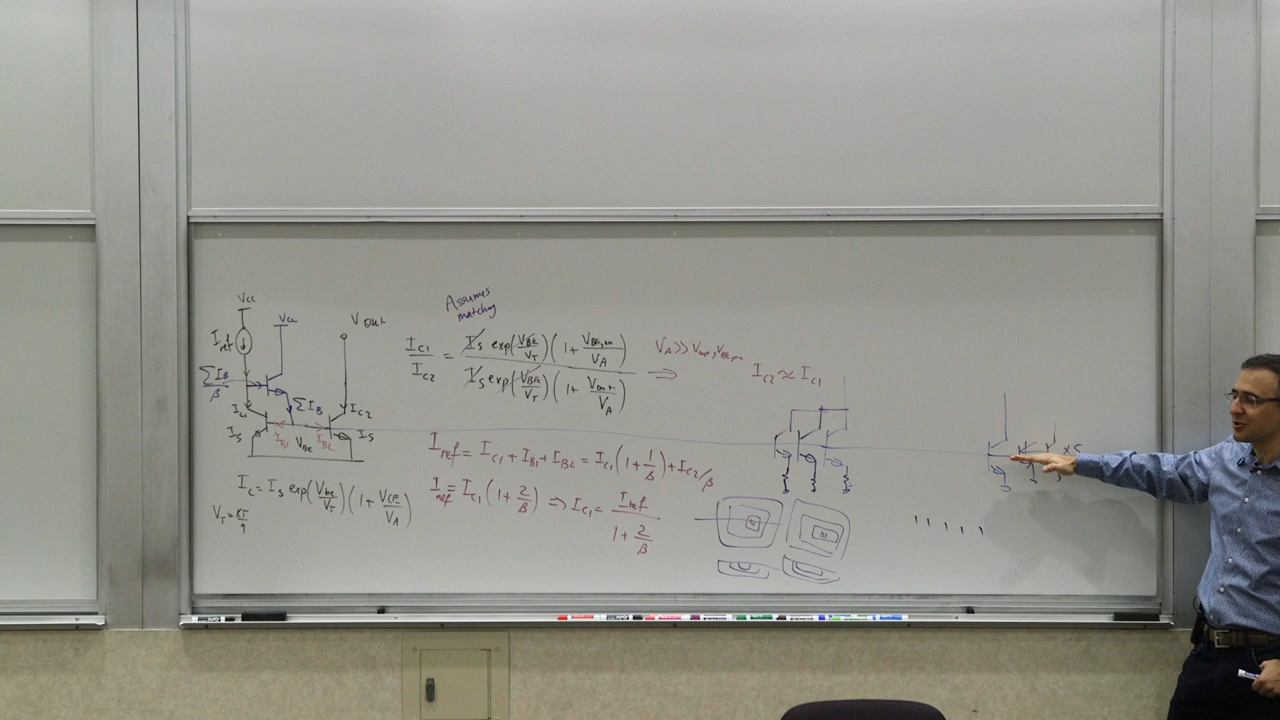 Vcc
Vcc
Vout
Iref
ΣIB/β
ΣIB
IC1
IC2
IS
IB1
VBE
IB2
IS
IC = IS exp(Vbe/VT)(1 + VCE/VA)
VT = KT/q
Assumes
matching
IC1/IC2 = IS exp(VBE/VT)(1 + VBE,on/VA) / IS exp(VBE/VT)(1 + Vout/VA) ⇒
VA >> Vout, VBE,on
IC2 ≈ IC1
Iref = IC1 + IB1 + IB2 = IC1(1 + 1/β) + IC2/β
Iref = IC1(1 + 2/β) ⇒ IC1 = Iref/(1 + 2/β)
x5